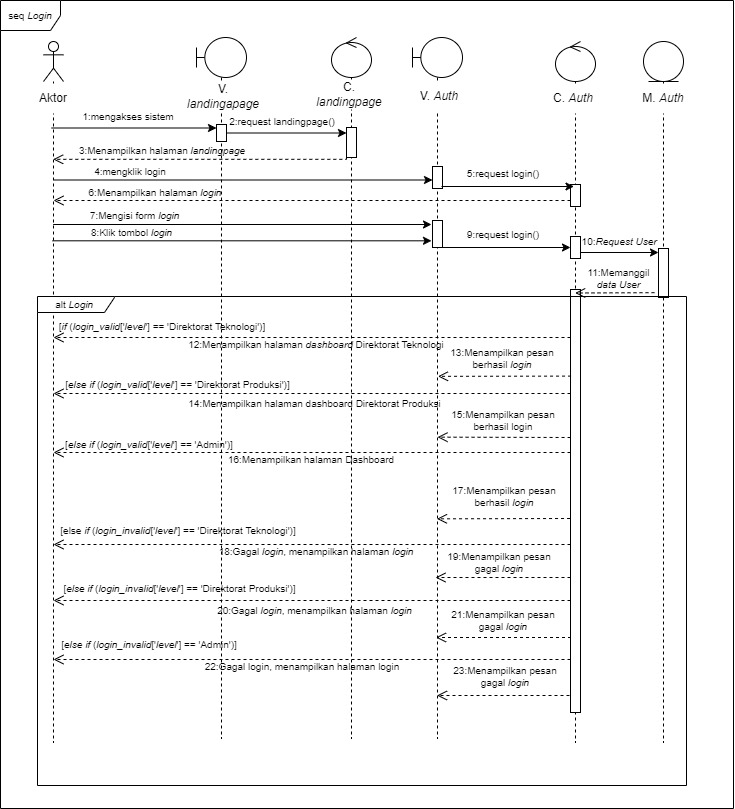 seq Login
Aktor
V.
landingapage
C.
landingpage
V. Auth
C. Auth
M. Auth
1:mengakses sistem
2:request landingpage()
3:Menampilkan halaman landingpage
4:mengklik login
5:request login()
6:Menampilkan halaman login
7:Mengisi form login
8:Klik tombol login
9:request login()
10:Request User
11:Memanggil
data User
alt Login
[if (login_valid['level'] == 'Direktorat Teknologi')]
12:Menampilkan halaman dashboard Direktorat Teknologi
13:Menampilkan pesan
berhasil login
[else if (login_valid['level'] == 'Direktorat Produksi')]
14:Menampilkan halaman dashboard Direktorat Produksi
15:Menampilkan pesan
berhasil login
[else if (login_valid['level'] == 'Admin')]
16:Menampilkan halaman Dashboard
17:Menampilkan pesan
berhasil login
[else if (login_invalid['level'] == 'Direktorat Teknologi')]
18:Gagal login, menampilkan halaman login
19:Menampilkan pesan
gagal login
[else if (login_invalid['level'] == 'Direktorat Produksi')]
20:Gagal login, menampilkan halaman login
21:Menampilkan pesan
gagal login
[else if (login_invalid['level'] == 'Admin')]
22:Gagal login, menampilkan halaman login
23:Menampilkan pesan
gagal login